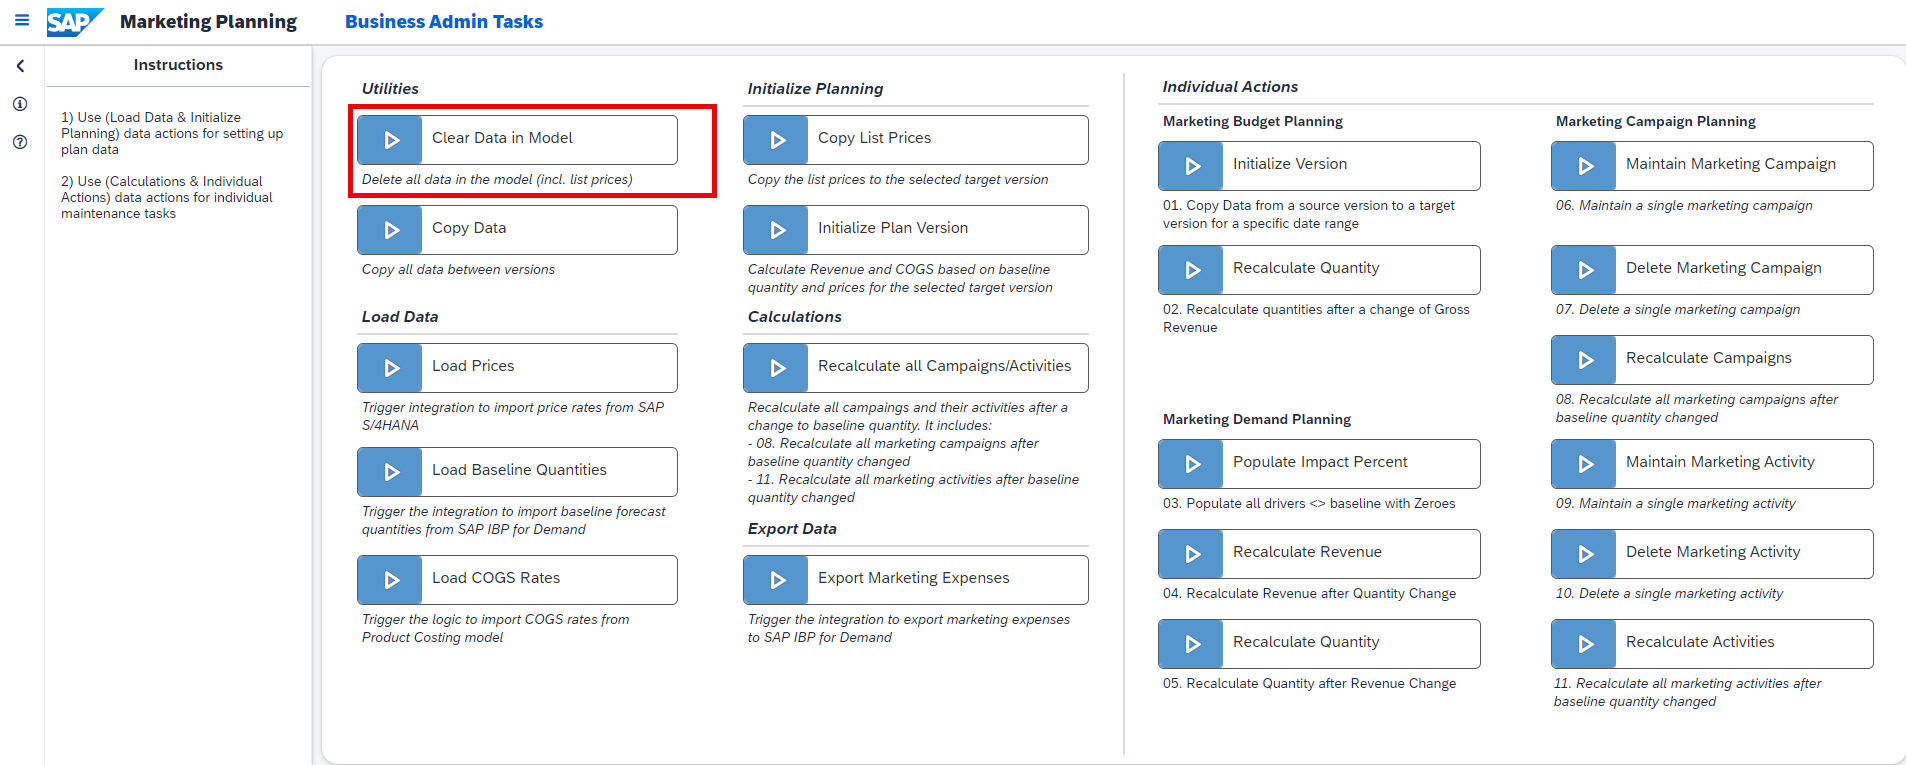 SAP Marketing Planning Business Admin Tasks
Instructions
1) Use (Load Data & Initialize
Planning) data actions for setting up
plan data
2) Use (Calculations & Individual
Actions) data actions for individual
maintenance tasks
Utilities
Clear Data in Model
Delete all data in the model (incl. list prices)
Copy Data
Copy all data between versions
Load Data
Load Prices
Trigger integration to import price rates from SAP
S/4HANA
Load Baseline Quantities
Trigger the integration to import baseline forecast
quantities from SAP IBP for Demand
Load COGS Rates
Trigger the logic to import COGS rates from
Product Costing model
Initialize Planning
Copy List Prices
Copy the list prices to the selected target version
Initialize Plan Version
Calculate Revenue and COGS based on baseline
quantity and prices for the selected target version
Calculations
Recalculate all Campaigns/Activities
Recalculate all campaings and their activities after a
change to baseline quantity. It includes:
- 08. Recalculate all marketing campaigns after
baseline quantity changed
- 11. Recalculate all marketing activities after baseline
quantity changed
Export Data
Export Marketing Expenses
Trigger the integration to export marketing expenses
to SAP IBP for Demand
Individual Actions
Marketing Budget Planning
Initialize Version
01. Copy Data from a source version to a target
version for a specific date range
Recalculate Quantity
02. Recalculate quantities after a change of Gross
Revenue
Marketing Demand Planning
Populate Impact Percent
03. Populate all drivers <> baseline with Zeroes
Recalculate Revenue
04. Recalculate Revenue after Quantity Change
Recalculate Quantity
05. Recalculate Quantity after Revenue Change
Marketing Campaign Planning
Maintain Marketing Campaign
06. Maintain a single marketing campaign
Delete Marketing Campaign
07. Delete a single marketing campaign
Recalculate Campaigns
08. Recalculate all marketing campaigns after
baseline quantity changed
Maintain Marketing Activity
09. Maintain a single marketing activity
Delete Marketing Activity
10. Delete a single marketing activity
Recalculate Activities
11. Recalculate all marketing activities after
baseline quantity changed